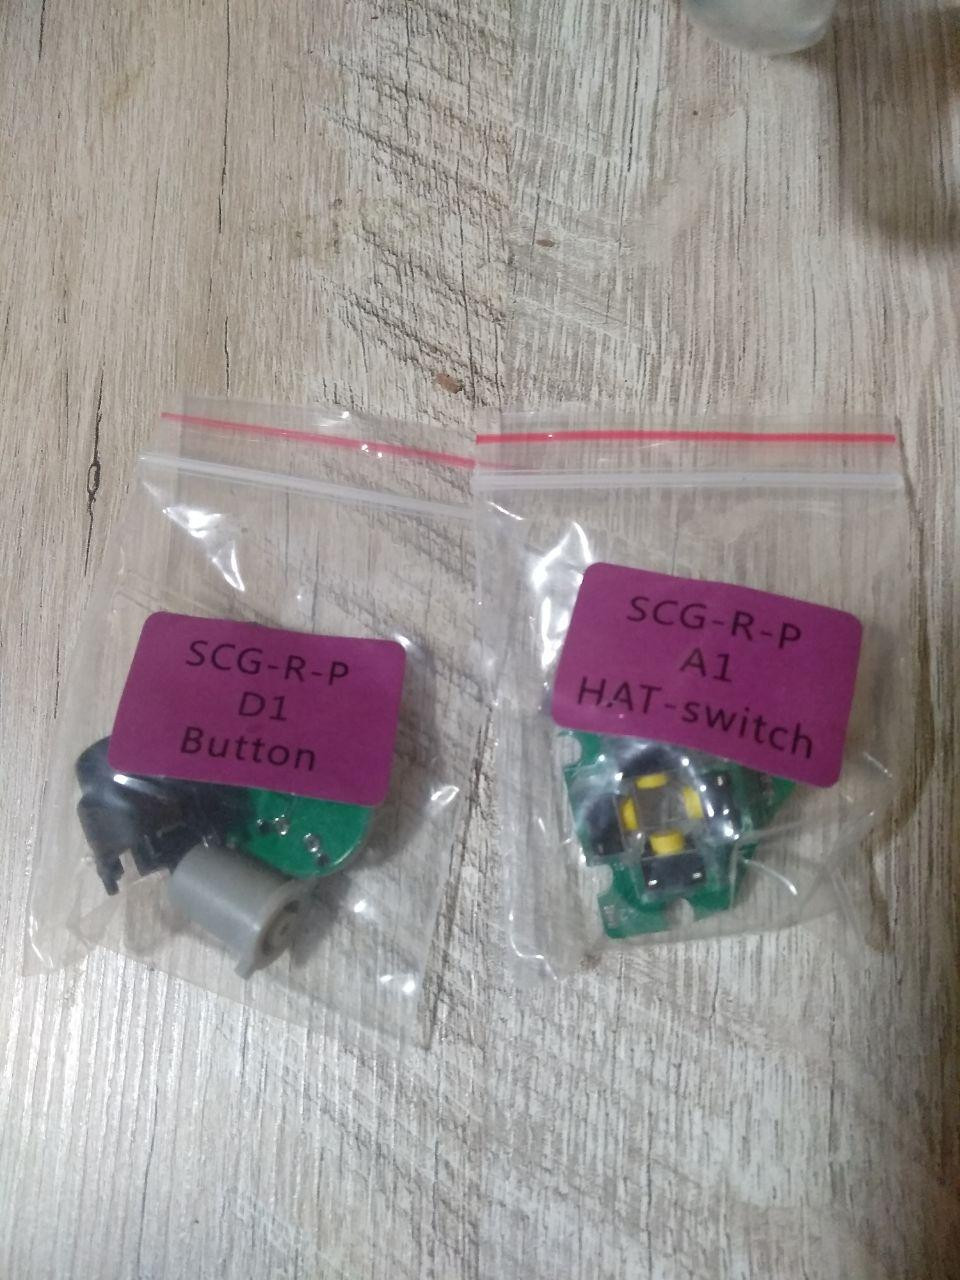 SCG-R-P
D1
Button
SCG-R-P
A1
HAT-switch